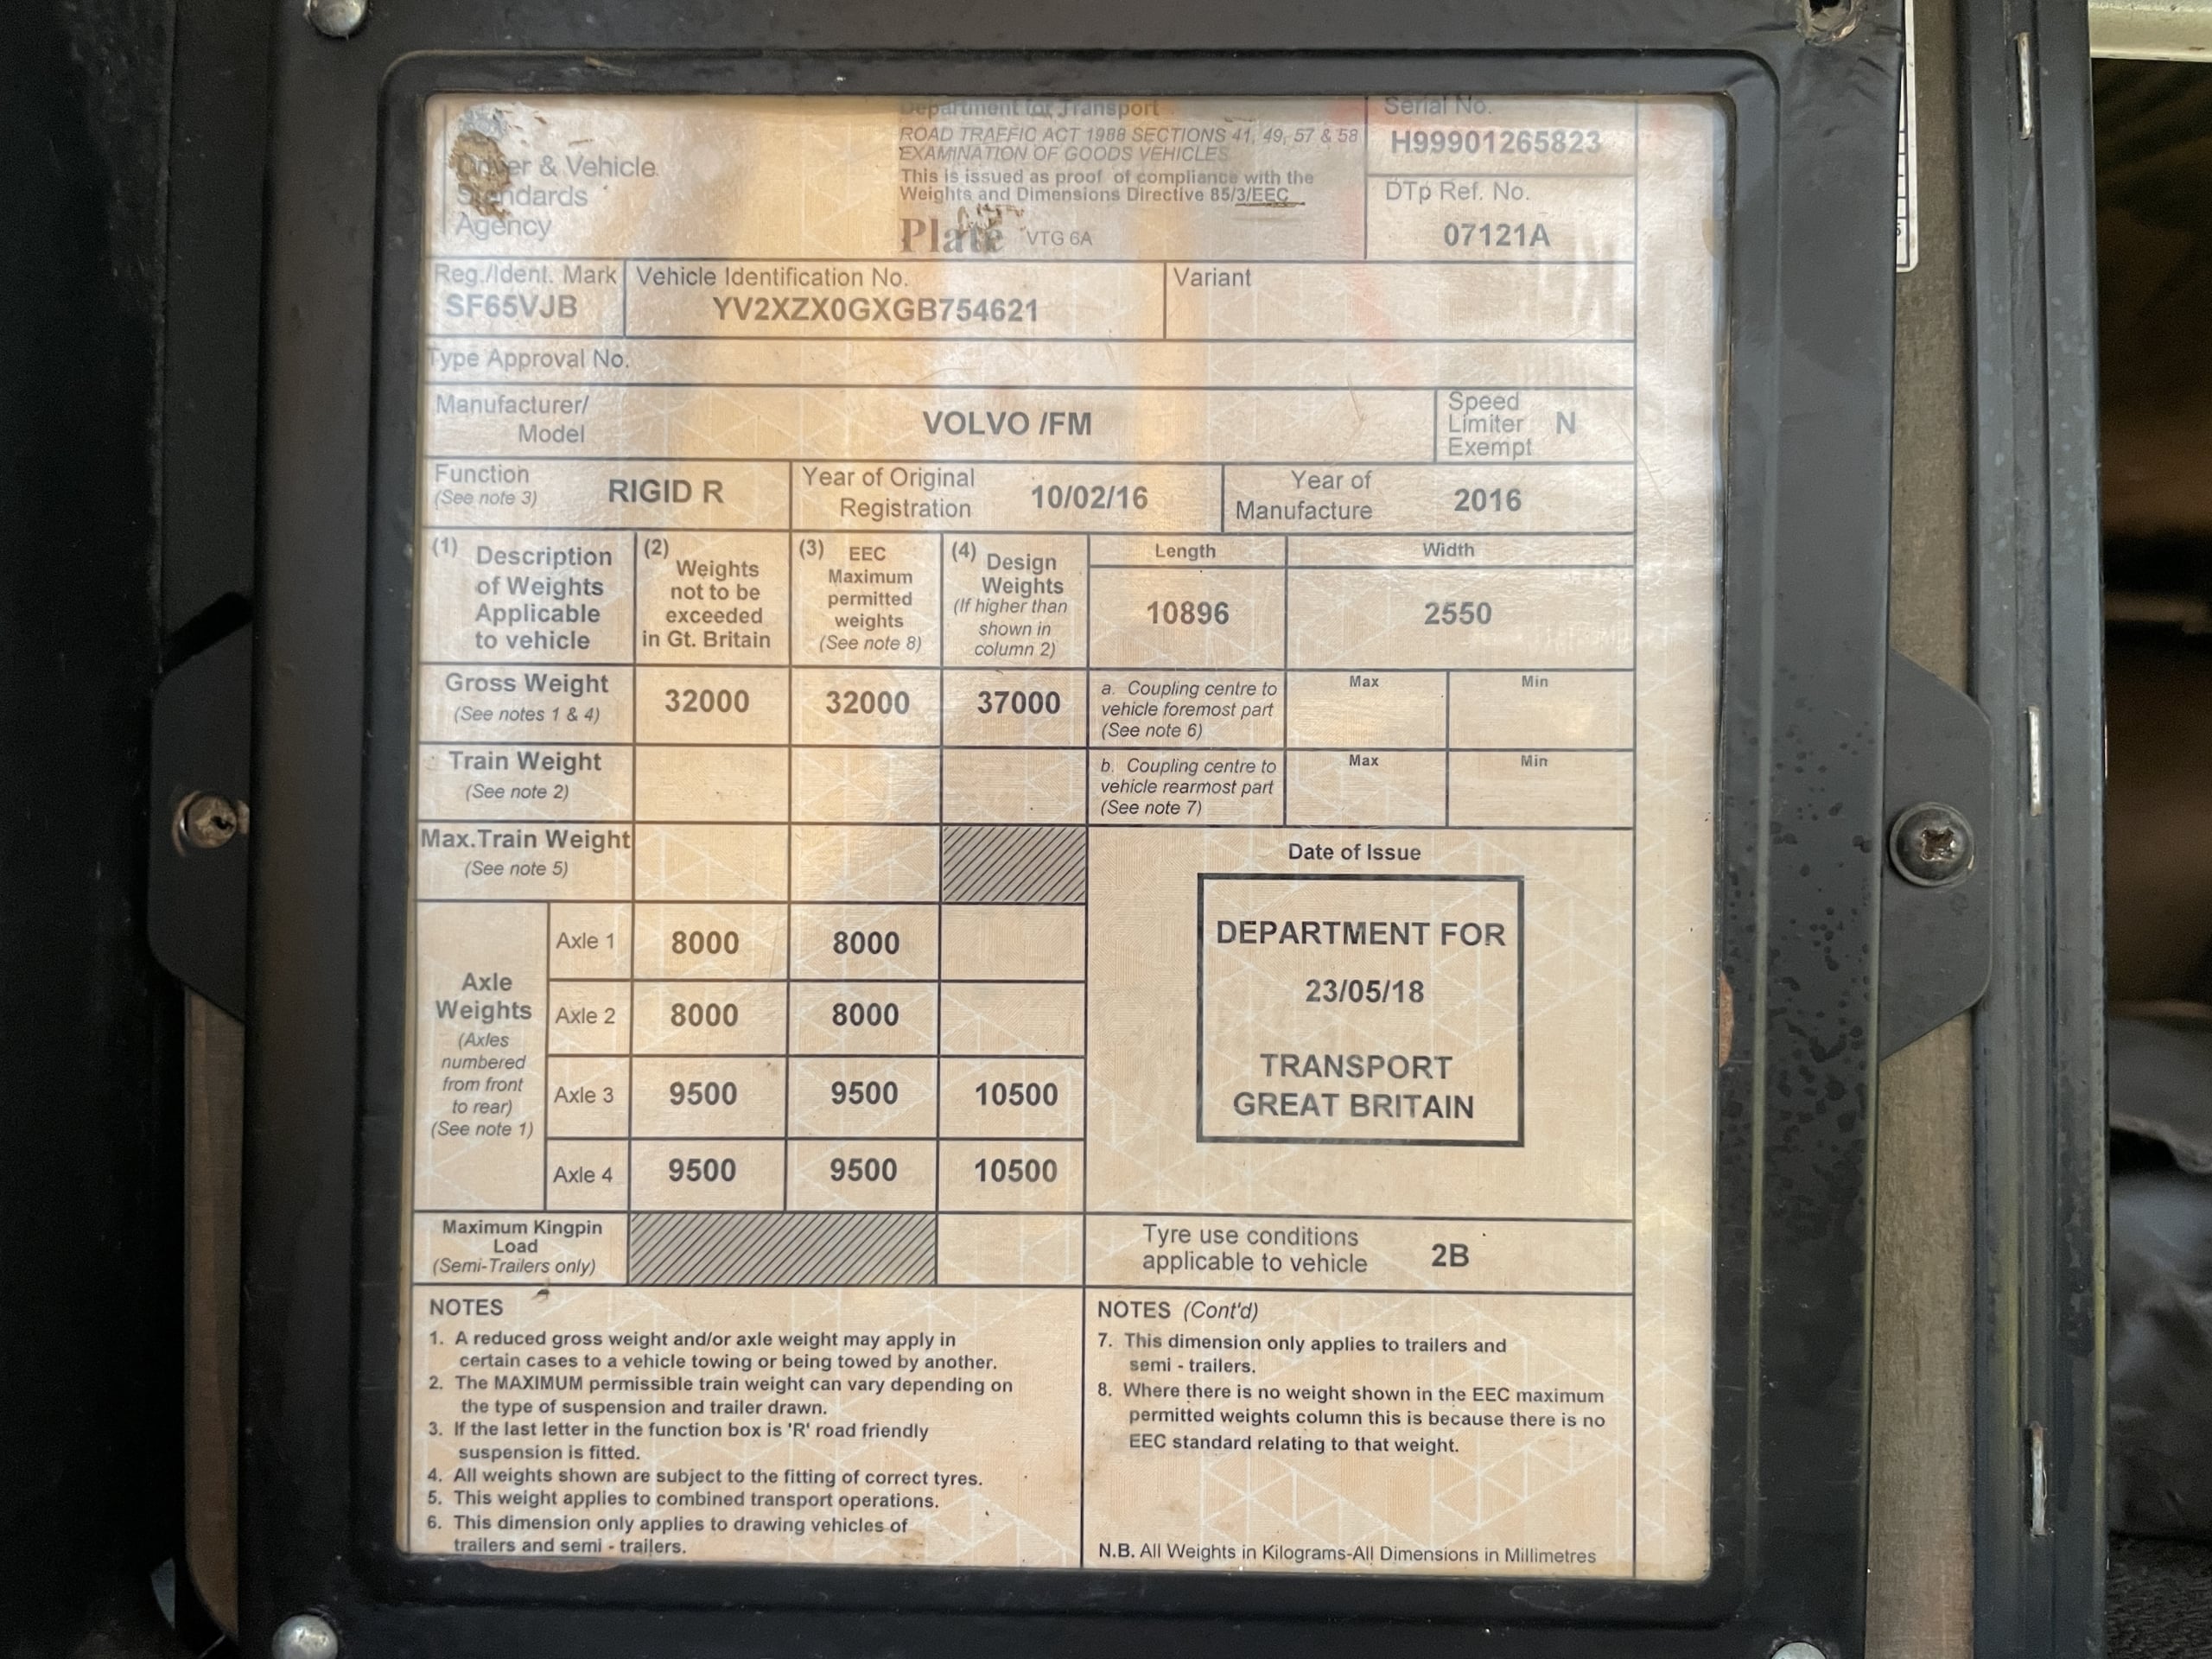 Department for Transport
ROAD TRAFFIC ACT 1988 SECTIONS 41, 49, 57 & 58
EXAMINATION OF GOODS VEHICLES
This is issued as proof of compliance with the
Weights and Dimensions Directive 85/3/EEC
Plate VTG 6A
Driver & Vehicle
Standards
Agency
Serial No.
H99901265823
DTp Ref. No.
07121A
Reg./Ident. Mark
SF65VJB
Vehicle Identification No.
YV2XZX0GXGB754621
Variant
Type Approval No.
Manufacturer/
Model
VOLVO /FM
Speed
Limiter
Exempt
N
Function
(See note 3)
RIGID R
Year of Original
Registration
10/02/16
Year of
Manufacture
2016
(1) Description
of Weights
Applicable
to vehicle
(2) Weights
not to be
exceeded
in Gt. Britain
(3) EEC
Maximum
permitted
weights
(See note 8)
(4) Design
Weights
(If higher than
shown in
column 2)
Length
10896
Width
2550
Gross Weight
(See notes 1 & 4)
32000
32000
37000
a. Coupling centre to
vehicle foremost part
(See note 6)
Max
Min
Train Weight
(See note 2)
b. Coupling centre to
vehicle rearmost part
(See note 7)
Max
Min
Max.Train Weight
(See note 5)
Date of Issue
DEPARTMENT FOR
23/05/18
TRANSPORT
GREAT BRITAIN
Axle
Weights
(Axles
numbered
from front
to rear)
(See note 1)
Axle 1
8000
8000
Axle 2
8000
8000
Axle 3
9500
9500
10500
Axle 4
9500
9500
10500
Maximum Kingpin
Load
(Semi-Trailers only)
Tyre use conditions
applicable to vehicle
2B
NOTES
1. A reduced gross weight and/or axle weight may apply in
certain cases to a vehicle towing or being towed by another.
2. The MAXIMUM permissible train weight can vary depending on
the type of suspension and trailer drawn.
3. If the last letter in the function box is 'R' road friendly
suspension is fitted.
4. All weights shown are subject to the fitting of correct tyres.
5. This weight applies to combined transport operations.
6. This dimension only applies to drawing vehicles of
trailers and semi - trailers.
NOTES (Cont'd)
7. This dimension only applies to trailers and
semi - trailers.
8. Where there is no weight shown in the EEC maximum
permitted weights column this is because there is no
EEC standard relating to that weight.
N.B. All Weights in Kilograms-All Dimensions in Millimetres